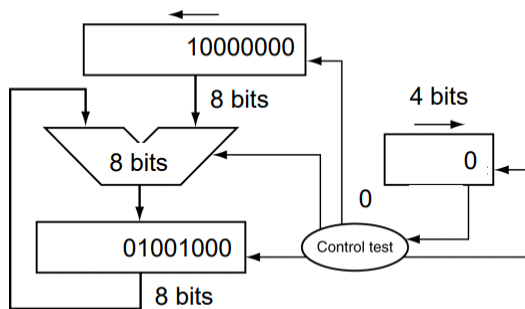 10000000
8 bits
4 bits
8 bits
0
0
Control test
01001000
8 bits